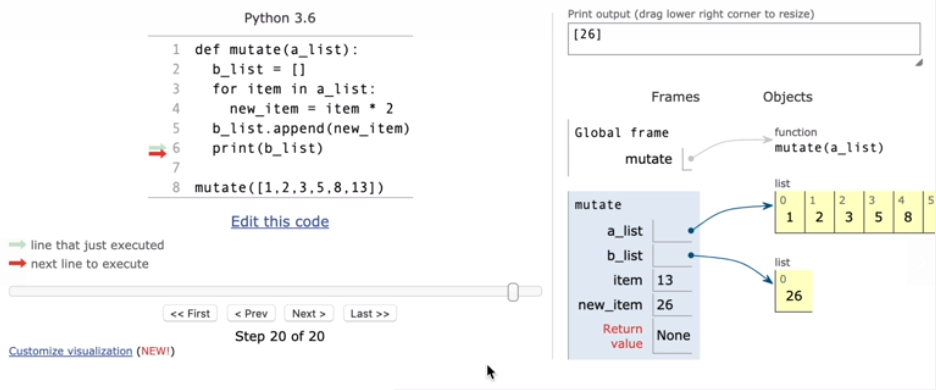 Python 3.6
1 def mutate(a_list):
2 b_list = []
3 for item in a_list:
4 new_item = item * 2
5 b_list.append(new_item)
6 print(b_list)
7
8 mutate([1,2,3,5,8,13])
Edit this code
line that just executed
next line to execute
<< First < Prev Next > Last >>
Step 20 of 20
Customize visualization (NEW!)
Print output (drag lower right corner to resize)
[26]
Frames Objects
Global frame
mutate
function
mutate(a_list)
mutate
a_list
b_list
item 13
new_item 26
Return
value None
list
0 1 2 3 4 5
1 2 3 5 8
list
0
26